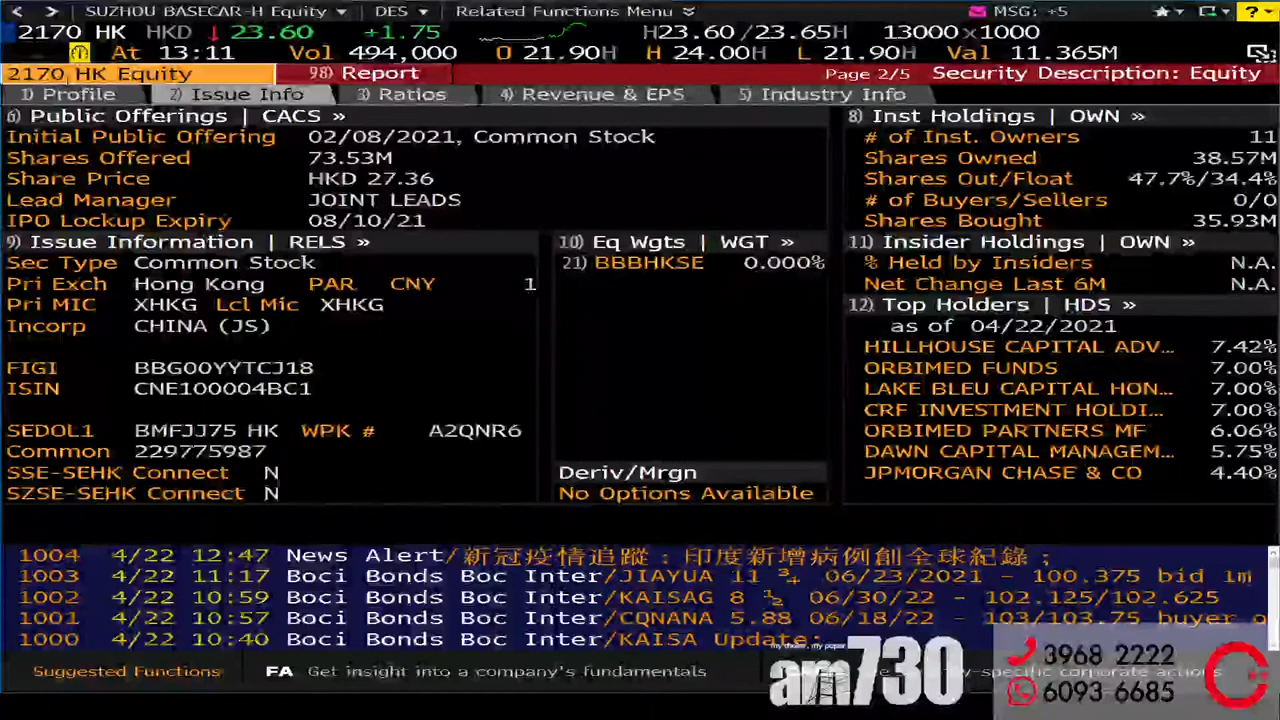 < > SUZHOU BASECAR-H Equity DES Related Functions Menu MSG: +5 ?
2170 HK HKD 23.60 +1.75 H23.60/23.65H 13000×1000
At 13:11 Vol 494,000 O 21.90H H 24.00H L 21.90H Val 11.365M
2170 HK Equity 98) Report Page 2/5 Security Description: Equity
1) Profile 2) Issue Info 3) Ratios 4) Revenue & EPS 5) Industry Info
6) Public Offerings | CACS »
Initial Public Offering 02/08/2021, Common Stock
Shares Offered 73.53M
Share Price HKD 27.36
Lead Manager JOINT LEADS
IPO Lockup Expiry 08/10/21
8) Inst Holdings | OWN »
# of Inst. Owners 11
Shares Owned 38.57M
Shares Out/Float 47.7%/34.4%
# of Buyers/Sellers 0/0
Shares Bought 35.93M
9) Issue Information | RELS »
Sec Type Common Stock
Pri Exch Hong Kong PAR CNY 1
Pri MIC XHKG Lcl Mic XHKG
Incorp CHINA (JS)
FIGI BBG00YYTCJ18
ISIN CNE100004BC1
SEDOL1 BMFJJ75 HK WPK # A2QNR6
Common 229775987
SSE-SEHK Connect N
SZSE-SEHK Connect N
10) Eq Wgts | WGT »
21) BBBHKSE 0.000%
Deriv/Mrgn
No Options Available
11) Insider Holdings | OWN »
% Held by Insiders N.A.
Net Change Last 6M N.A.
12) Top Holders | HDS »
as of 04/22/2021
HILLHOUSE CAPITAL ADV... 7.42%
ORBIMED FUNDS 7.00%
LAKE BLEU CAPITAL HON... 7.00%
CRF INVESTMENT HOLDI... 7.00%
ORBIMED PARTNERS MF 6.06%
DAWN CAPITAL MANAGEM... 5.75%
JPMORGAN CHASE & CO 4.40%
1004 4/22 12:47 News Alert/新冠疫情追蹤：印度新增病例創全球紀錄；
1003 4/22 11:17 Boci Bonds Boc Inter/JIAYUA 11 ¾ 06/23/2021 - 100.375 bid 1m
1002 4/22 10:59 Boci Bonds Boc Inter/KAISAG 8 ½ 06/30/22 - 102.125/102.625
1001 4/22 10:57 Boci Bonds Boc Inter/CQNANA 5.88 06/18/22 - 103/103.75 buyer o
1000 4/22 10:40 Boci Bonds Boc Inter/KAISA Update:
Suggested Functions FA Get insight into a company's fundamentals y-specific corporate actions
my dream, my paper
am730
3968 2222
6093 6685